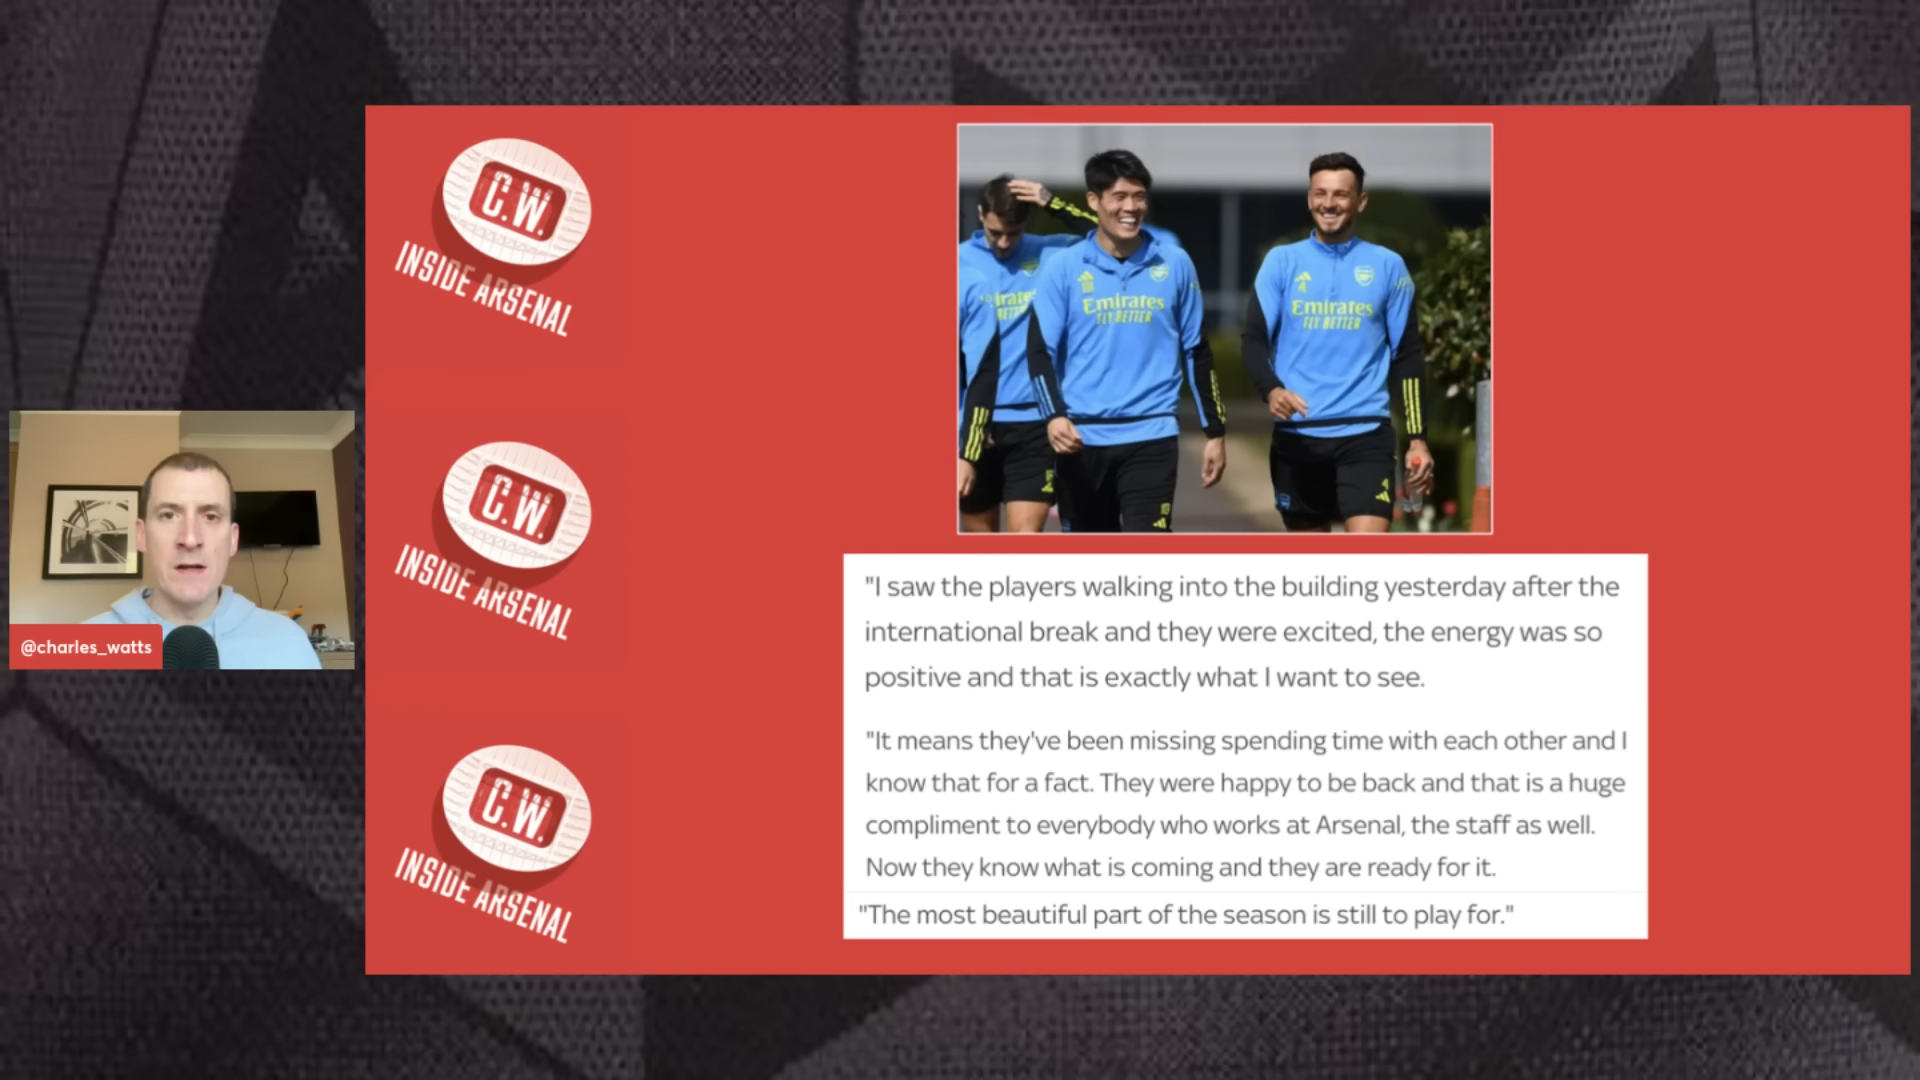 C.W.
INSIDE ARSENAL
C.W.
INSIDE ARSENAL
C.W.
INSIDE ARSENAL
@charles_watts
Emirates
FLY BETTER
Emirates
FLY BETTER
"I saw the players walking into the building yesterday after the
international break and they were excited, the energy was so
positive and that is exactly what I want to see.
"It means they've been missing spending time with each other and I
know that for a fact. They were happy to be back and that is a huge
compliment to everybody who works at Arsenal, the staff as well.
Now they know what is coming and they are ready for it.
"The most beautiful part of the season is still to play for."